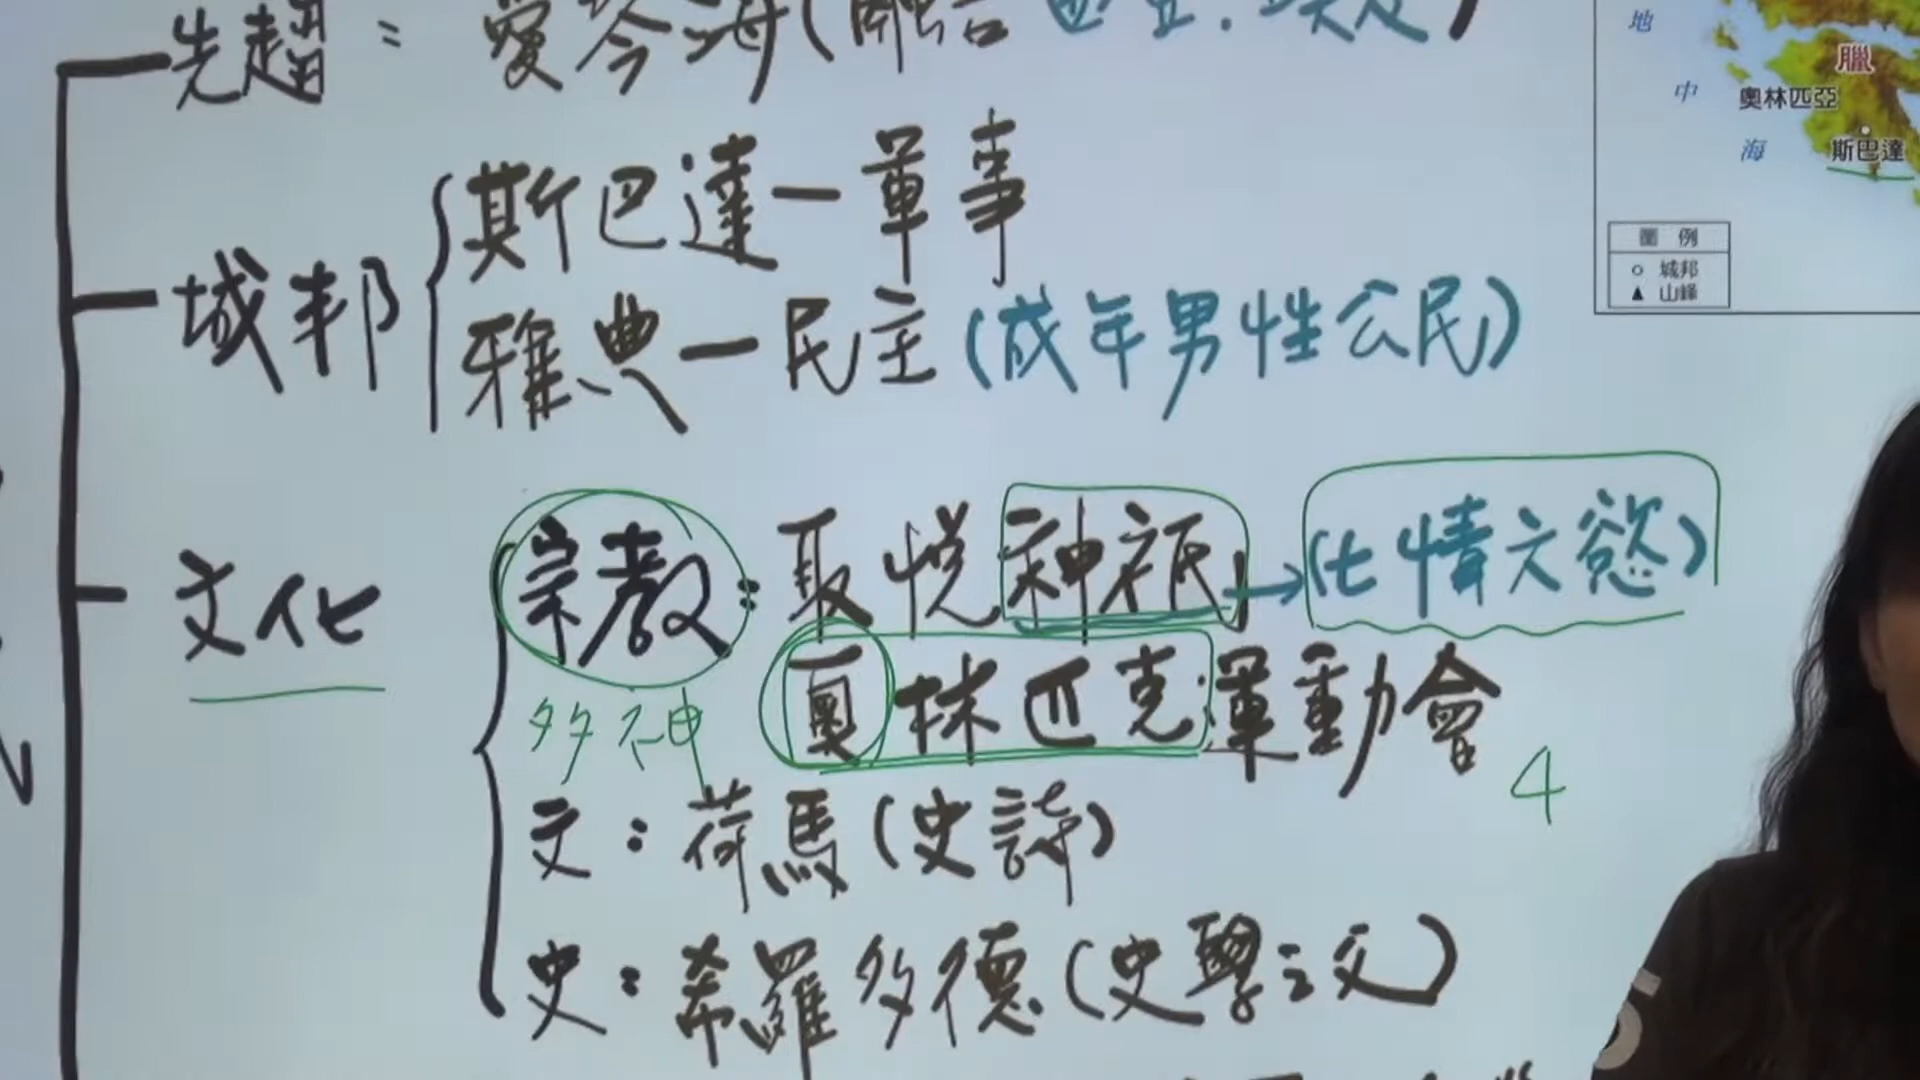 先趨：愛琴海(融合
城邦
斯巴達—軍事
雅典—民主(成年男性公民)
文化
宗教：取悅神祇→(七情六慾)
多神
奧林匹克運動會
4
文：荷馬(史詩)
史：希羅多德(史學之父)
地
中
海
臘
奧林匹亞
斯巴達
圖例
城邦
山峰